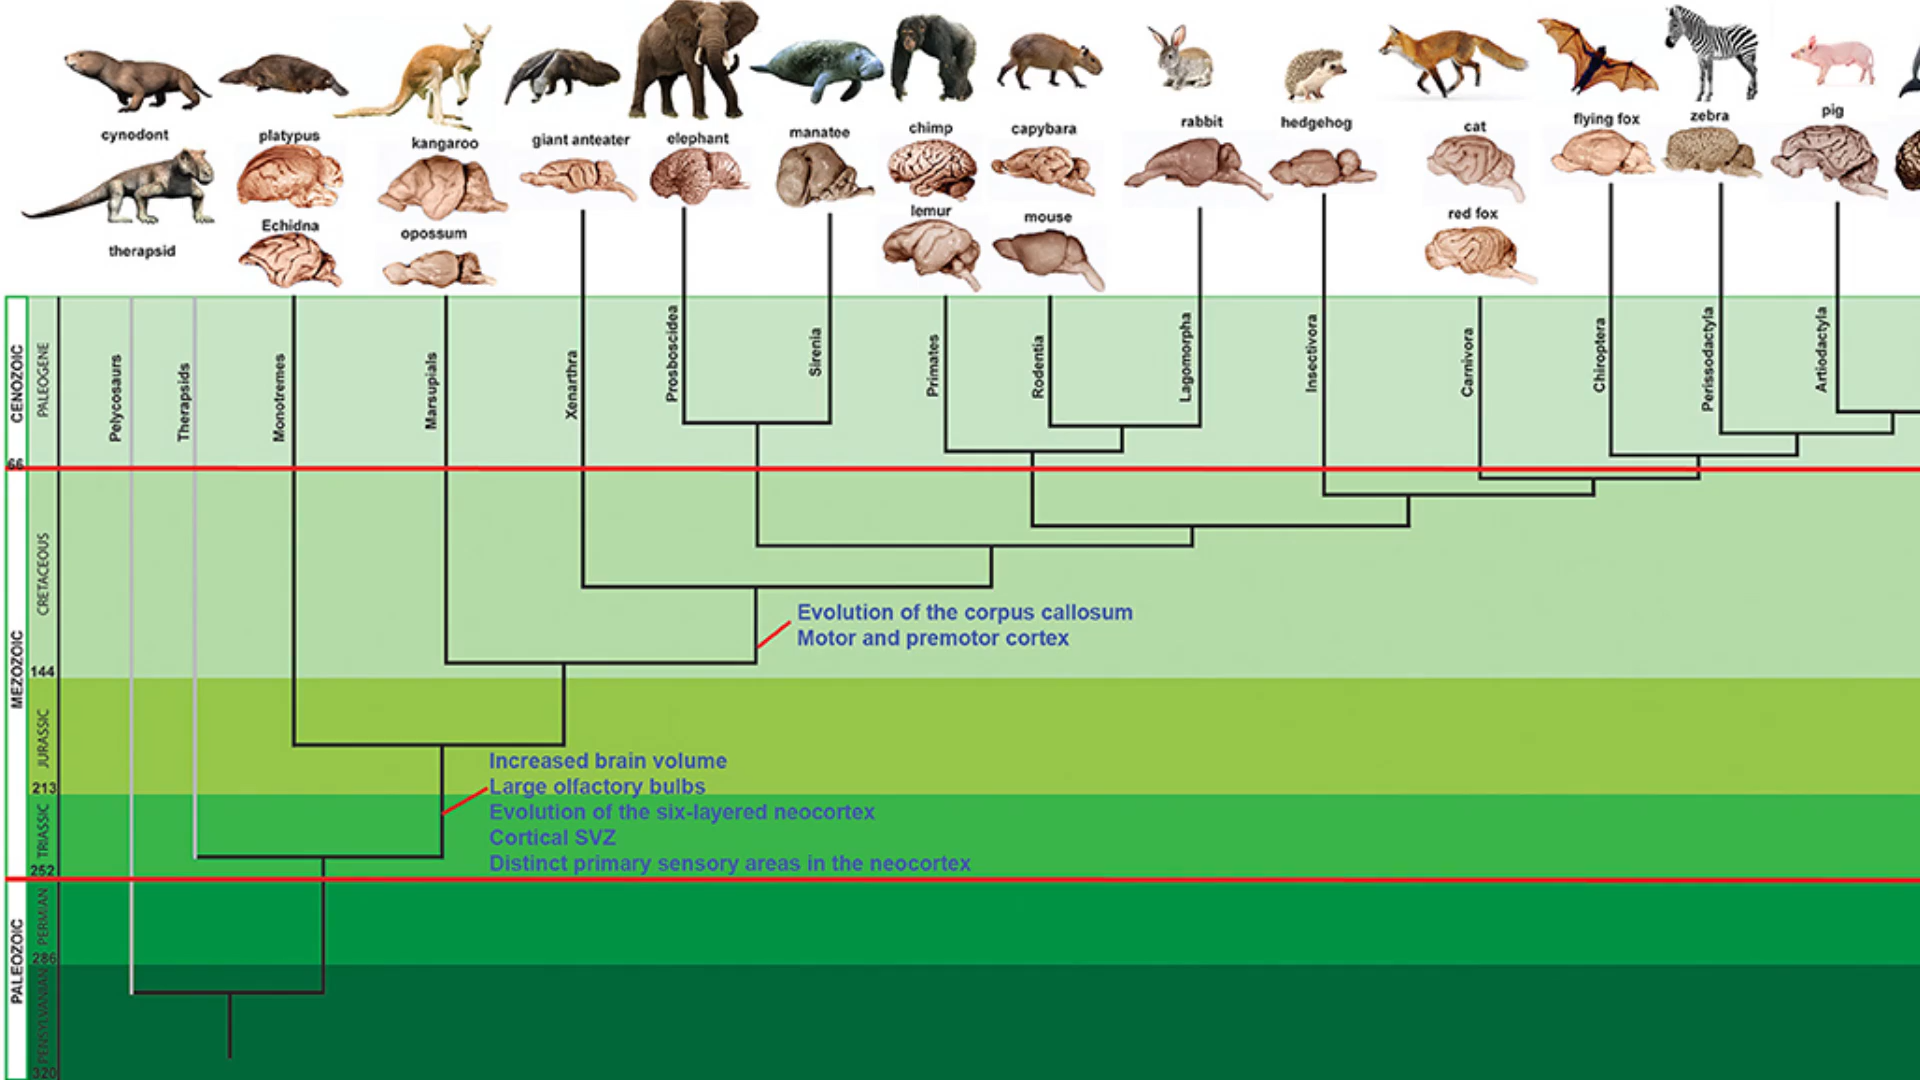 cynodont
platypus
kangaroo
giant anteater
elephant
manatee
chimp
capybara
rabbit
hedgehog
cat
flying fox
zebra
pig
therapsid
Echidna
opossum
lemur
mouse
red fox
CENOZOIC
PALEOGENE
Pelycosaurs
Therapsids
Monotremes
Marsupials
Xenarthra
Prosboscidea
Sirenia
Primates
Rodentia
Lagomorpha
Insectivora
Carnivora
Chiroptera
Perissodactyla
Artiodactyla
66
MEZOZOIC
CRETACEOUS
Evolution of the corpus callosum
Motor and premotor cortex
144
JURASSIC
Increased brain volume
Large olfactory bulbs
213
TRIASSIC
Evolution of the six-layered neocortex
Cortical SVZ
Distinct primary sensory areas in the neocortex
252
PALEOZOIC
PERMIAN
286
PENSYLVANIAN
320